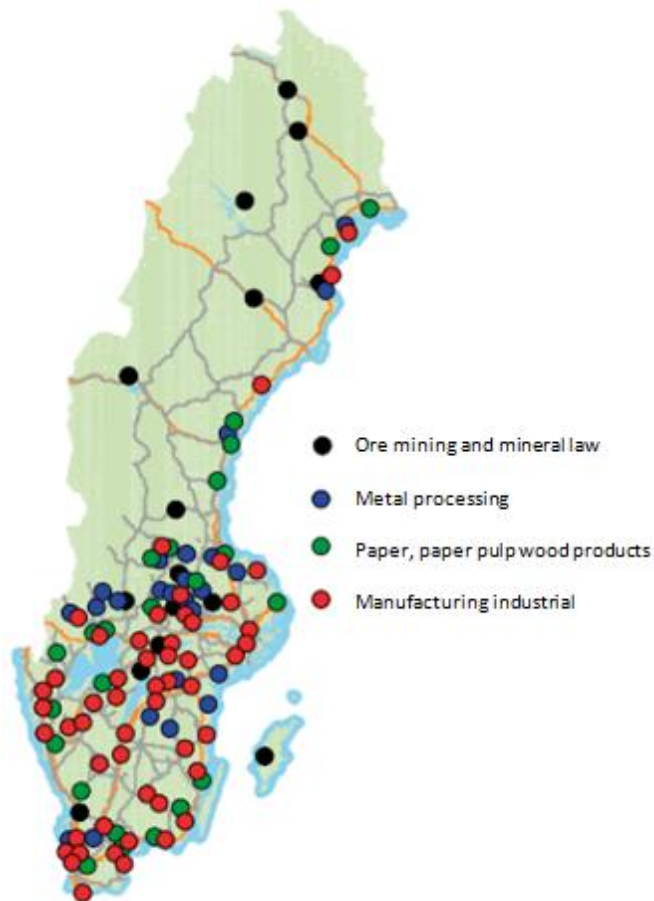 Ore mining and mineral law
Metal processing
Paper, paper pulp wood products
Manufacturing industrial